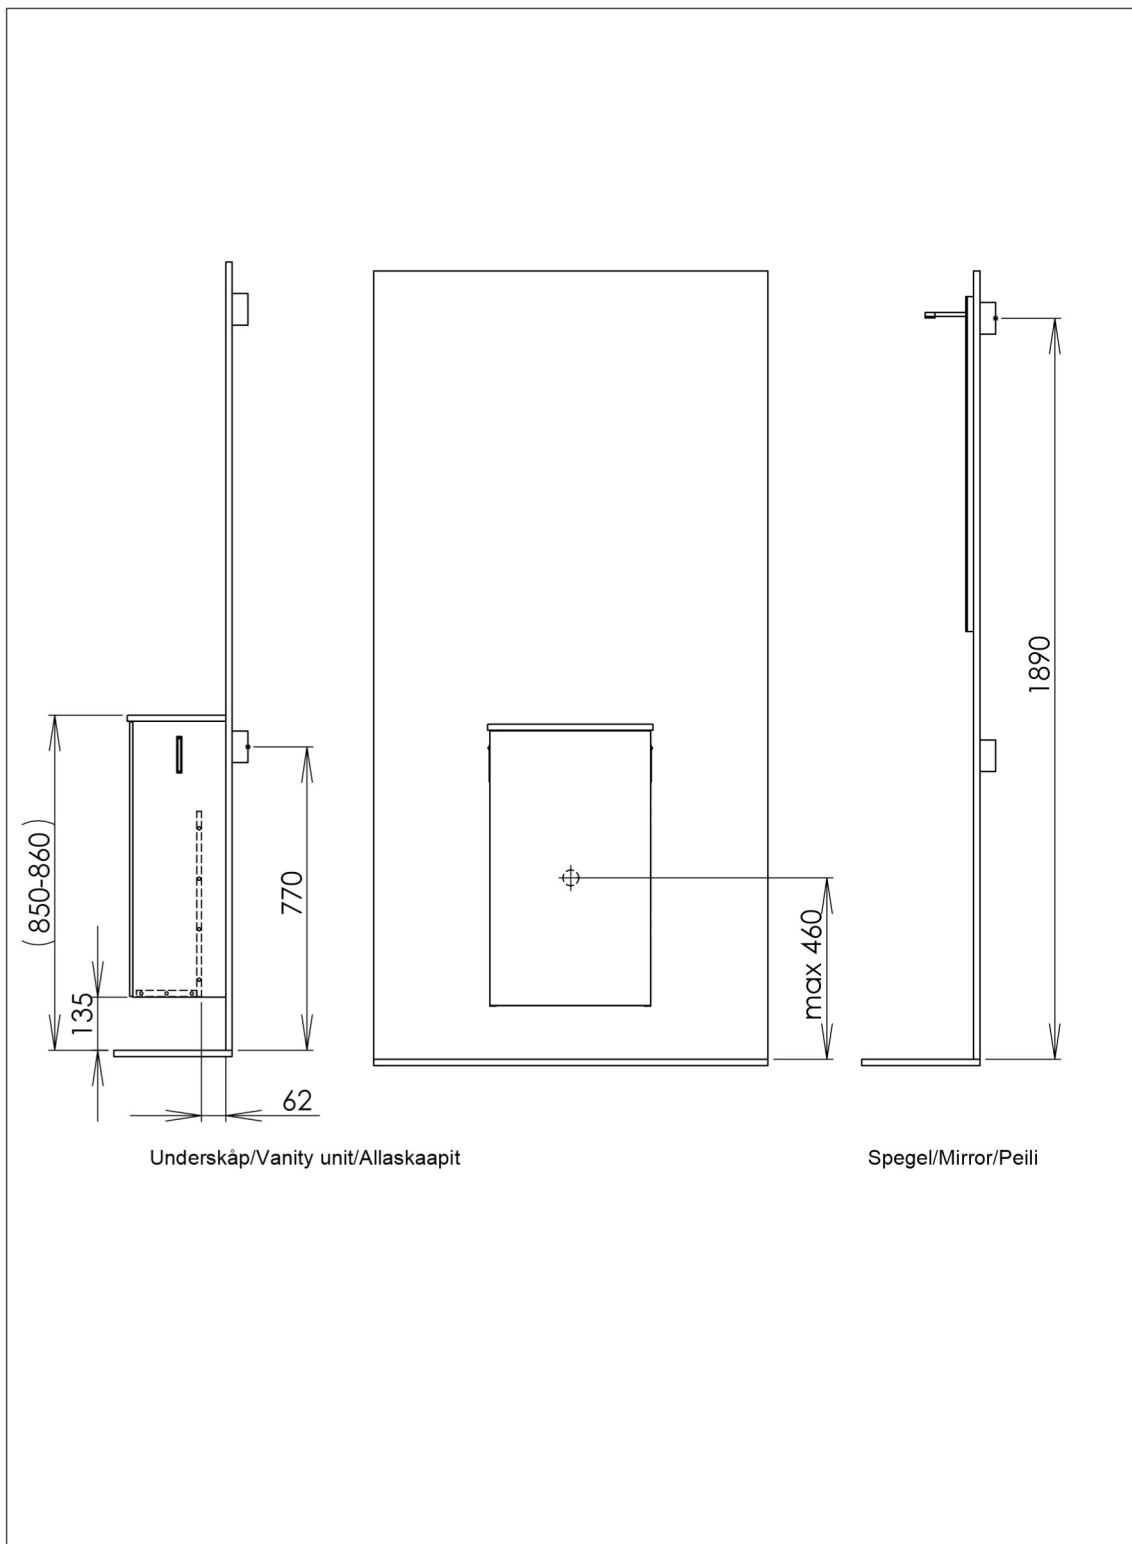 1890
(850-860)
770
max 460
135
62
Underskåp/Vanity unit/Allaskaapit
Spegel/Mirror/Peili